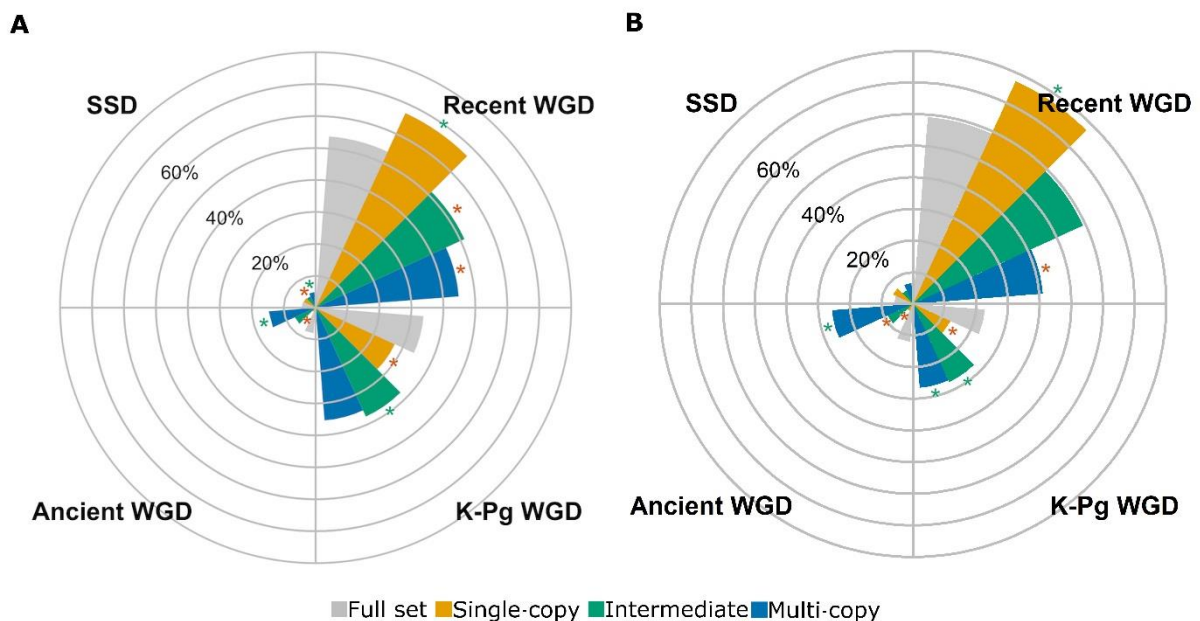 A
SSD
Recent WGD
60%
40%
20%
*
*
*
*
*
*
*
*
*
Ancient WGD
K-Pg WGD
B
SSD
Recent WGD
60%
40%
20%
*
*
*
*
*
*
*
*
Ancient WGD
K-Pg WGD
Full set Single-copy Intermediate Multi-copy